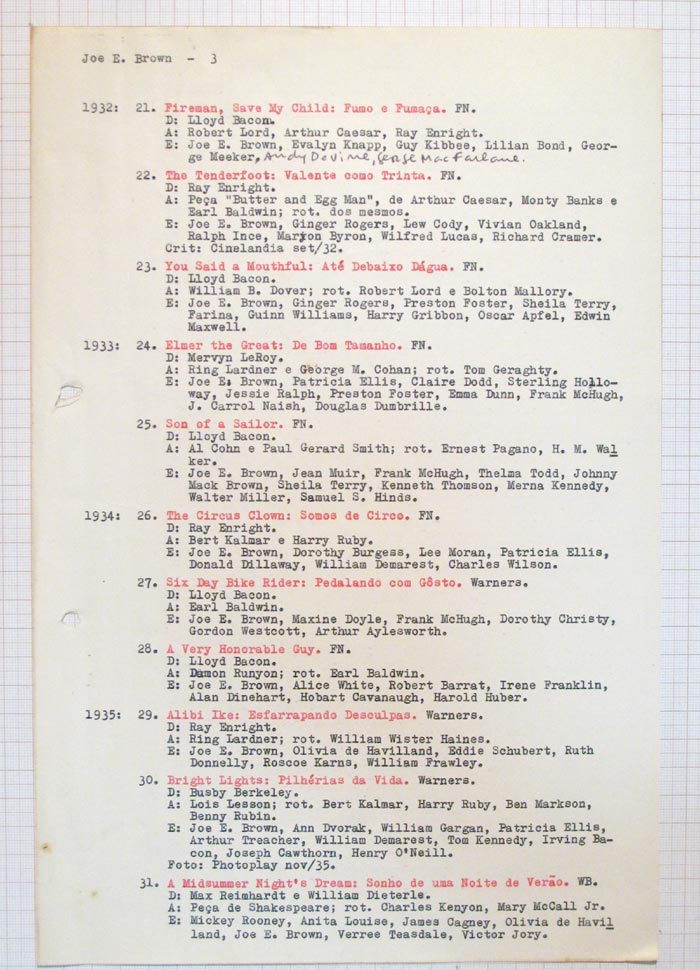 Joe E. Brown - 3
1932: 21. Fireman, Save My Child: Fumo e Fumaça. FN.
D: Lloyd Bacon.
A: Robert Lord, Arthur Caesar, Ray Enright.
E: Joe E. Brown, Evalyn Knapp, Guy Kibbee, Lilian Bond, Geor-
ge Meeker, Andy Devine, George MacFarlane.
22. The Tenderfoot: Valente como Trinta. FN.
D: Ray Enright.
A: Peça "Butter and Egg Man", de Arthur Caesar, Monty Banks e
Earl Baldwin; rot. dos mesmos.
E: Joe E. Brown, Ginger Rogers, Lew Cody, Vivian Oakland,
Ralph Ince, Marion Byron, Wilfred Lucas, Richard Cramer.
Crit: Cinelandia set/32.
23. You Said a Mouthful: Até Debaixo Dágua. FN.
D: Lloyd Bacon.
A: William B. Dover; rot. Robert Lord e Bolton Mallory.
E: Joe E. Brown, Ginger Rogers, Preston Foster, Sheila Terry,
Farina, Guinn Williams, Harry Gribbon, Oscar Apfel, Edwin
Maxwell.
1933: 24. Elmer the Great: De Bom Tamanho. FN.
D: Mervyn LeRoy.
A: Ring Lardner e George M. Cohan; rot. Tom Geraghty.
E: Joe E. Brown, Patricia Ellis, Claire Dodd, Sterling Hollo-
way, Jessie Ralph, Preston Foster, Emma Dunn, Frank McHugh,
J. Carrol Naish, Douglas Dumbrille.
25. Son of a Sailor. FN.
D: Lloyd Bacon.
A: Al Cohn e Paul Gerard Smith; rot. Ernest Pagano, H. M. Wal
ker.
E: Joe E. Brown, Jean Muir, Frank McHugh, Thelma Todd, Johnny
Mack Brown, Sheila Terry, Kenneth Thomson, Merna Kennedy,
Walter Miller, Samuel S. Hinds.
1934: 26. The Circus Clown: Somos de Circo. FN.
D: Ray Enright.
A: Bert Kalmar e Harry Ruby.
E: Joe E. Brown, Dorothy Burgess, Lee Moran, Patricia Ellis,
Donald Dillaway, William Demarest, Charles Wilson.
27. Six Day Bike Rider: Pedalando com Gôsto. Warners.
D: Lloyd Bacon.
A: Earl Baldwin.
E: Joe E. Brown, Maxine Doyle, Frank McHugh, Dorothy Christy,
Gordon Westcott, Arthur Aylesworth.
28. A Very Honorable Guy. FN.
D: Lloyd Bacon.
A: Damon Runyon; rot. Earl Baldwin.
E: Joe E. Brown, Alice White, Robert Barrat, Irene Franklin,
Alan Dinehart, Hobart Cavanaugh, Harold Huber.
1935: 29. Alibi Ike: Esfarrapando Desculpas. Warners.
D: Ray Enright.
A: Ring Lardner; rot. William Wister Haines.
E: Joe E. Brown, Olivia de Havilland, Eddie Schubert, Ruth
Donnelly, Roscoe Karns, William Frawley.
30. Bright Lights: Pilhérias da Vida. Warners.
D: Busby Berkeley.
A: Lois Lesson; rot. Bert Kalmar, Harry Ruby, Ben Markson,
Benny Rubin.
E: Joe E. Brown, Ann Dvorak, William Gargan, Patricia Ellis,
Arthur Treacher, William Demarest, Tom Kennedy, Irving Ba-
con, Joseph Cawthorn, Henry O'Neill.
Foto: Photoplay nov/35.
31. A Midsummer Night's Dream: Sonho de uma Noite de Verão. WB.
D: Max Reinhardt e William Dieterle.
A: Peça de Shakespeare; rot. Charles Kenyon, Mary McCall Jr.
E: Mickey Rooney, Anita Louise, James Cagney, Olivia de Havil
land, Joe E. Brown, Verree Teasdale, Victor Jory.